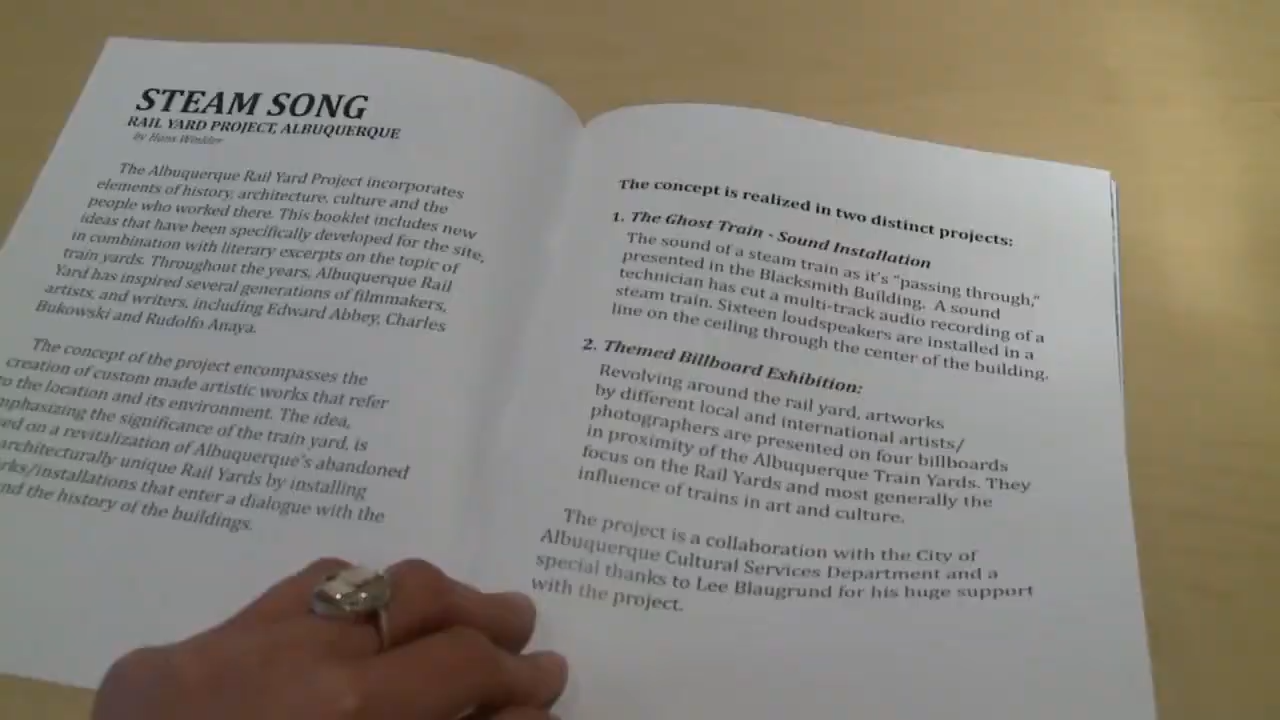 STEAM SONG
RAIL YARD PROJECT, ALBUQUERQUE
by Hans Winkler
The Albuquerque Rail Yard Project incorporates
elements of history, architecture, culture and the
people who worked there. This booklet includes now
ideas that have been specifically developed for the site,
in combination with literary excerpts on the topic of
train yards. Throughout the years, Albuquerque Rail
Yard has inspired several generations of filmmakers,
artists, and writers, including Edward Abbey, Charles
Bukowski and Rudolfo Anaya.
The concept of the project encompasses the
creation of custom made artistic works that refer
to the location and its environment. The idea,
mphasizing the significance of the train yard, is
ed on a revitalization of Albuquerque's abandoned
architecturally unique Rail Yards by installing
rks/installations that enter a dialogue with the
nd the history of the buildings.
The concept is realized in two distinct projects:
1. The Ghost Train - Sound Installation
The sound of a steam train as it's "passing through,"
presented in the Blacksmith Building. A sound
technician has cut a multi-track audio recording of a
steam train. Sixteen loudspeakers are installed in a
line on the ceiling through the center of the building.
2. Themed Billboard Exhibition:
Revolving around the rail yard, artworks
by different local and international artists/
photographers are presented on four billboards
in proximity of the Albuquerque Train Yards. They
focus on the Rail Yards and most generally the
influence of trains in art and culture.
The project is a collaboration with the City of
Albuquerque Cultural Services Department and a
special thanks to Lee Blaugrund for his huge support
with the project.